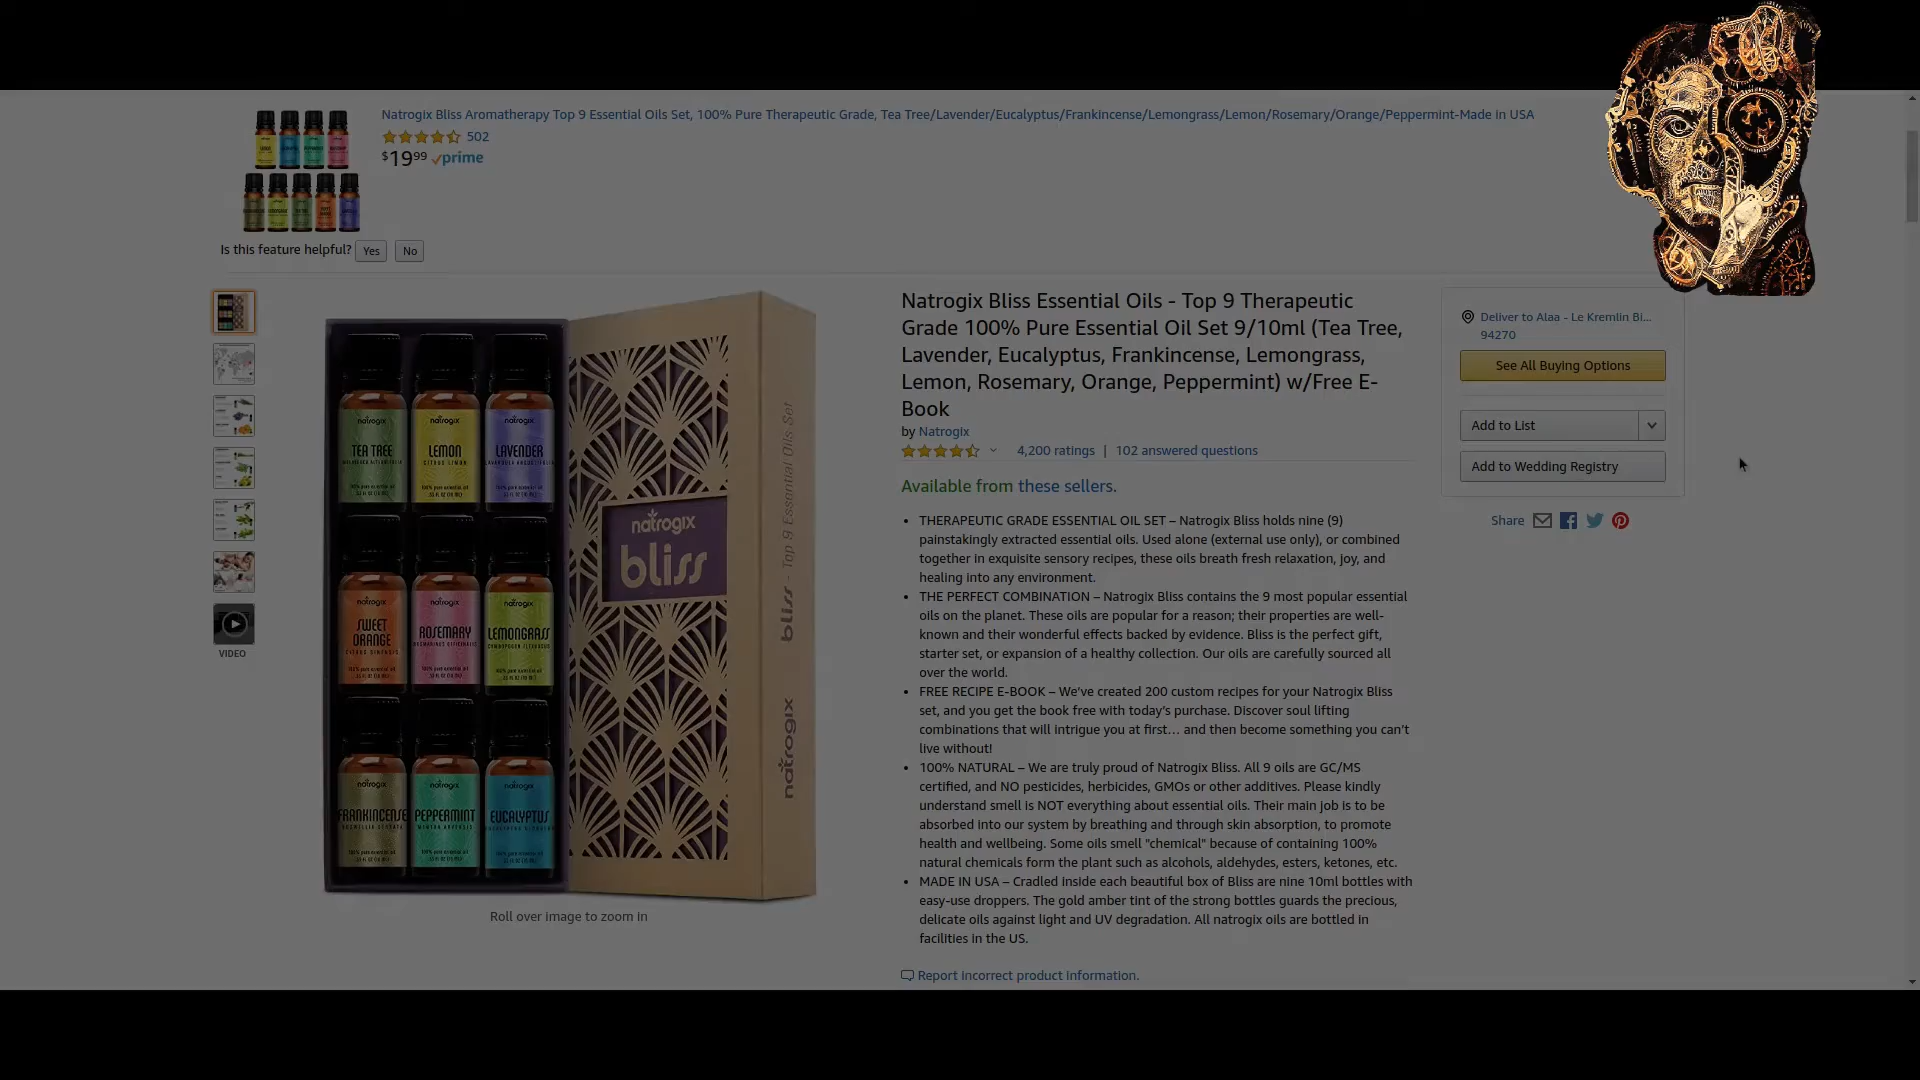 Natrogix Bliss Aromatherapy Top 9 Essential Oils Set, 100% Pure Therapeutic Grade, Tea Tree/Lavender/Eucalyptus/Frankincense/Lemongrass/Lemon/Rosemary/Orange/Peppermint-Made in USA
502
$19 99 prime
Is this feature helpful? Yes No
VIDEO
natrogix natrogix natrogix
TEA TREE LEMON LAVENDER
CITRUS LIMON
natrogix natrogix natrogix
SWEET ORANGE ROSEMARY LEMONGRASS
natrogix natrogix natrogix
FRANKINCENSE PEPPERMINT EUCALYPTUS
natrogix
bliss
bliss - Top 9 Essential Oils Set
natrogix
Roll over image to zoom in
Natrogix Bliss Essential Oils - Top 9 Therapeutic
Grade 100% Pure Essential Oil Set 9/10ml (Tea Tree,
Lavender, Eucalyptus, Frankincense, Lemongrass,
Lemon, Rosemary, Orange, Peppermint) w/Free E-
Book
by Natrogix
4,200 ratings | 102 answered questions
Available from these sellers.
• THERAPEUTIC GRADE ESSENTIAL OIL SET – Natrogix Bliss holds nine (9)
painstakingly extracted essential oils. Used alone (external use only), or combined
together in exquisite sensory recipes, these oils breath fresh relaxation, joy, and
healing into any environment.
• THE PERFECT COMBINATION – Natrogix Bliss contains the 9 most popular essential
oils on the planet. These oils are popular for a reason; their properties are well-
known and their wonderful effects backed by evidence. Bliss is the perfect gift,
starter set, or expansion of a healthy collection. Our oils are carefully sourced all
over the world.
• FREE RECIPE E-BOOK – We’ve created 200 custom recipes for your Natrogix Bliss
set, and you get the book free with today’s purchase. Discover soul lifting
combinations that will intrigue you at first… and then become something you can’t
live without!
• 100% NATURAL – We are truly proud of Natrogix Bliss. All 9 oils are GC/MS
certified, and NO pesticides, herbicides, GMOs or other additives. Please kindly
understand smell is NOT everything about essential oils. Their main job is to be
absorbed into our system by breathing and through skin absorption, to promote
health and wellbeing. Some oils smell "chemical" because of containing 100%
natural chemicals form the plant such as alcohols, aldehydes, esters, ketones, etc.
• MADE IN USA – Cradled inside each beautiful box of Bliss are nine 10ml bottles with
easy-use droppers. The gold amber tint of the strong bottles guards the precious,
delicate oils against light and UV degradation. All natrogix oils are bottled in
facilities in the US.
Report incorrect product information.
Deliver to Alaa - Le Kremlin Bi...
94270
See All Buying Options
Add to List
Add to Wedding Registry
Share